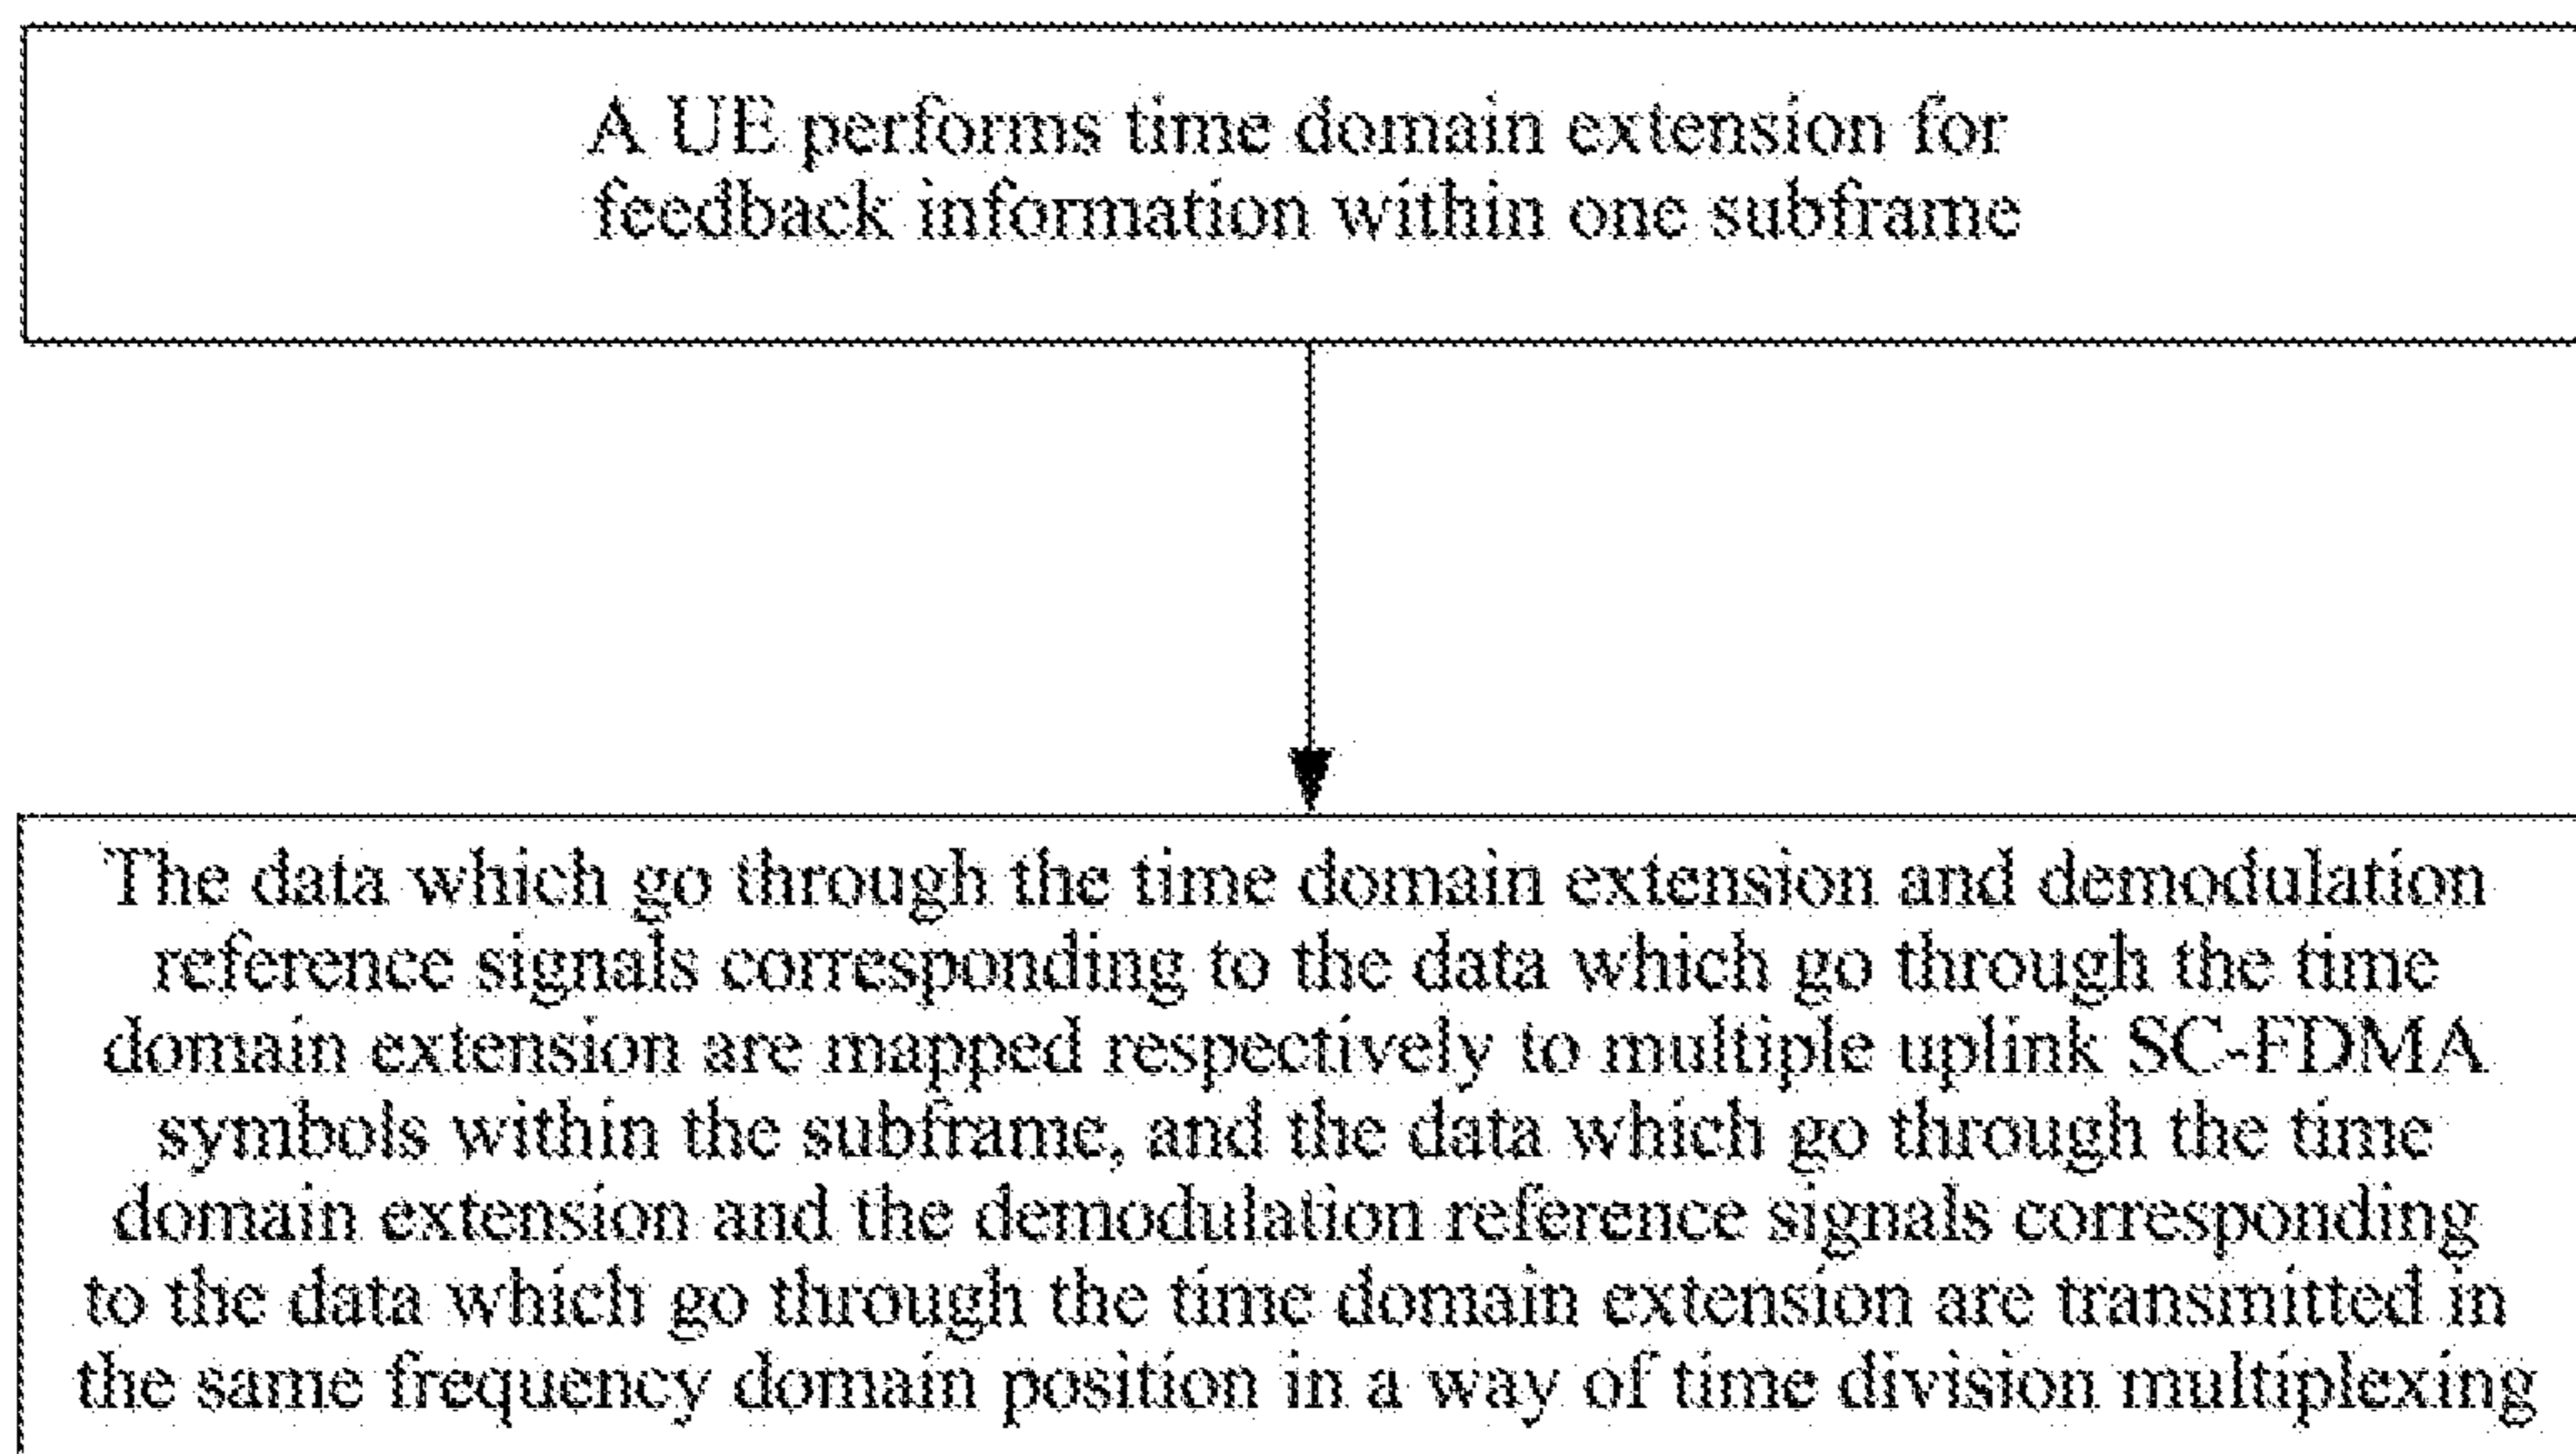 A UE performs time domain extension for
feedback information within one subframe
The data which go through the time domain extension and demodulation
reference signals corresponding to the data which go through the time
domain extension are mapped respectively to multiple uplink SC-FDMA
symbols within the subframe, and the data which go through the time
domain extension and the demodulation reference signals corresponding
to the data which go through the time domain extension are transmitted in
the same frequency domain position in a way of time division multiplexing